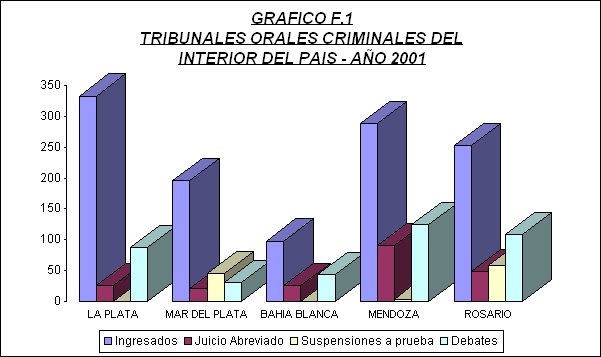 GRAFICO F.1
TRIBUNALES ORALES CRIMINALES DEL
INTERIOR DEL PAIS - AÑO 2001
350
300
250
200
150
100
50
0
LA PLATA MAR DEL PLATA BAHIA BLANCA MENDOZA ROSARIO
Ingresados Juicio Abreviado Suspensiones a prueba Debates